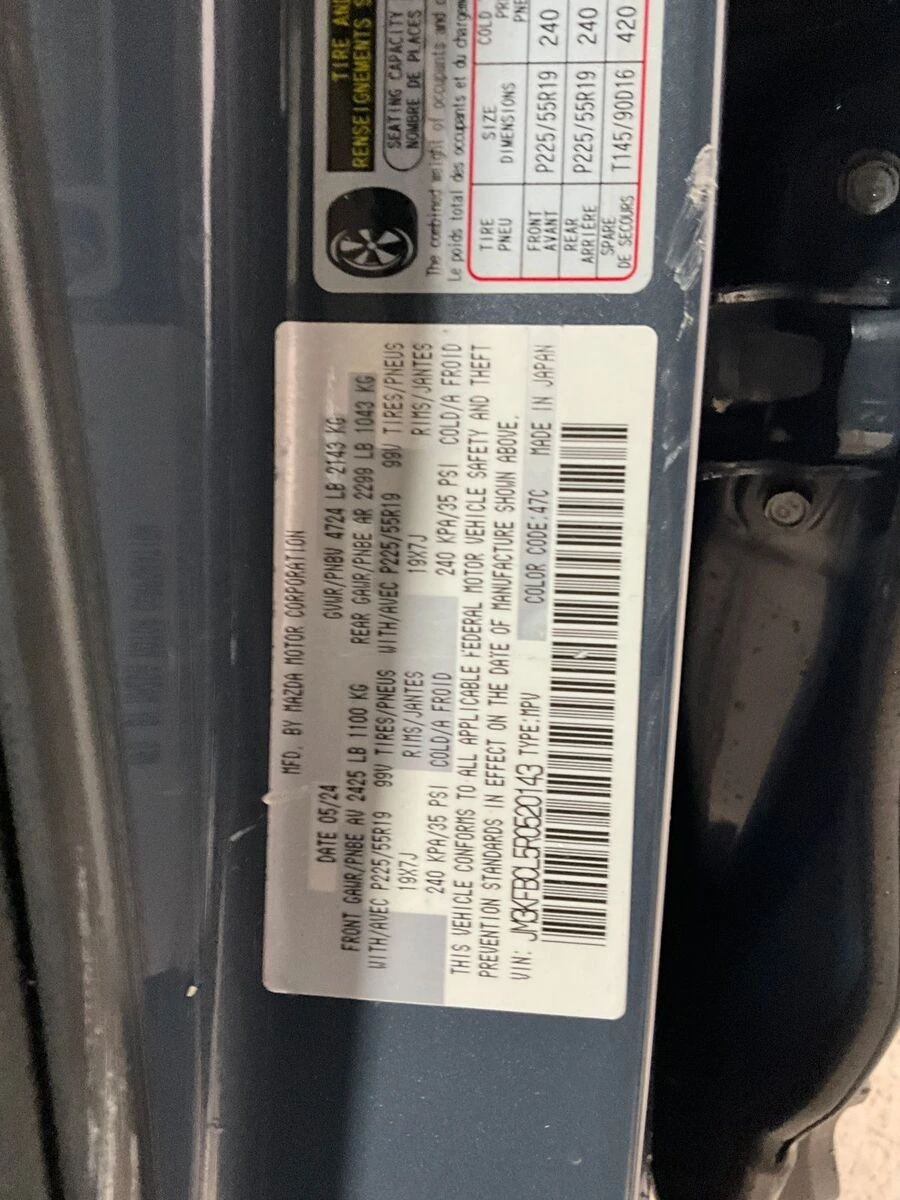 TIRE AND
RENSEIGNEMENTS S
SEATING CAPACITY
NOMBRE DE PLACES
The combined weight of occupants and c
Le poids total des occupants et du chargem
TIRE SIZE COLD
PNEU DIMENSIONS PRE PNE
FRONT AVANT P225/55R19 240
REAR ARRIÈRE P225/55R19 240
SPARE DE SECOURS T145/90D16 420
MFD. BY MAZDA MOTOR CORPORATION
DATE 05/24 GVWR/PNBV 4724 LB 2143 KG
FRONT GAWR/PNBE AV 2425 LB 1100 KG REAR GAWR/PNBE AR 2299 LB 1043 KG
WITH/AVEC P225/55R19 99V TIRES/PNEUS WITH/AVEC P225/55R19 99V TIRES/PNEUS
19X7J RIMS/JANTES 19X7J RIMS/JANTES
240 KPA/35 PSI COLD/A FROID 240 KPA/35 PSI COLD/A FROID
THIS VEHICLE CONFORMS TO ALL APPLICABLE FEDERAL MOTOR VEHICLE SAFETY AND THEFT
PREVENTION STANDARDS IN EFFECT ON THE DATE OF MANUFACTURE SHOWN ABOVE.
VIN: JM3KFBCL5R0520143 TYPE:MPV COLOR CODE:47C MADE IN JAPAN